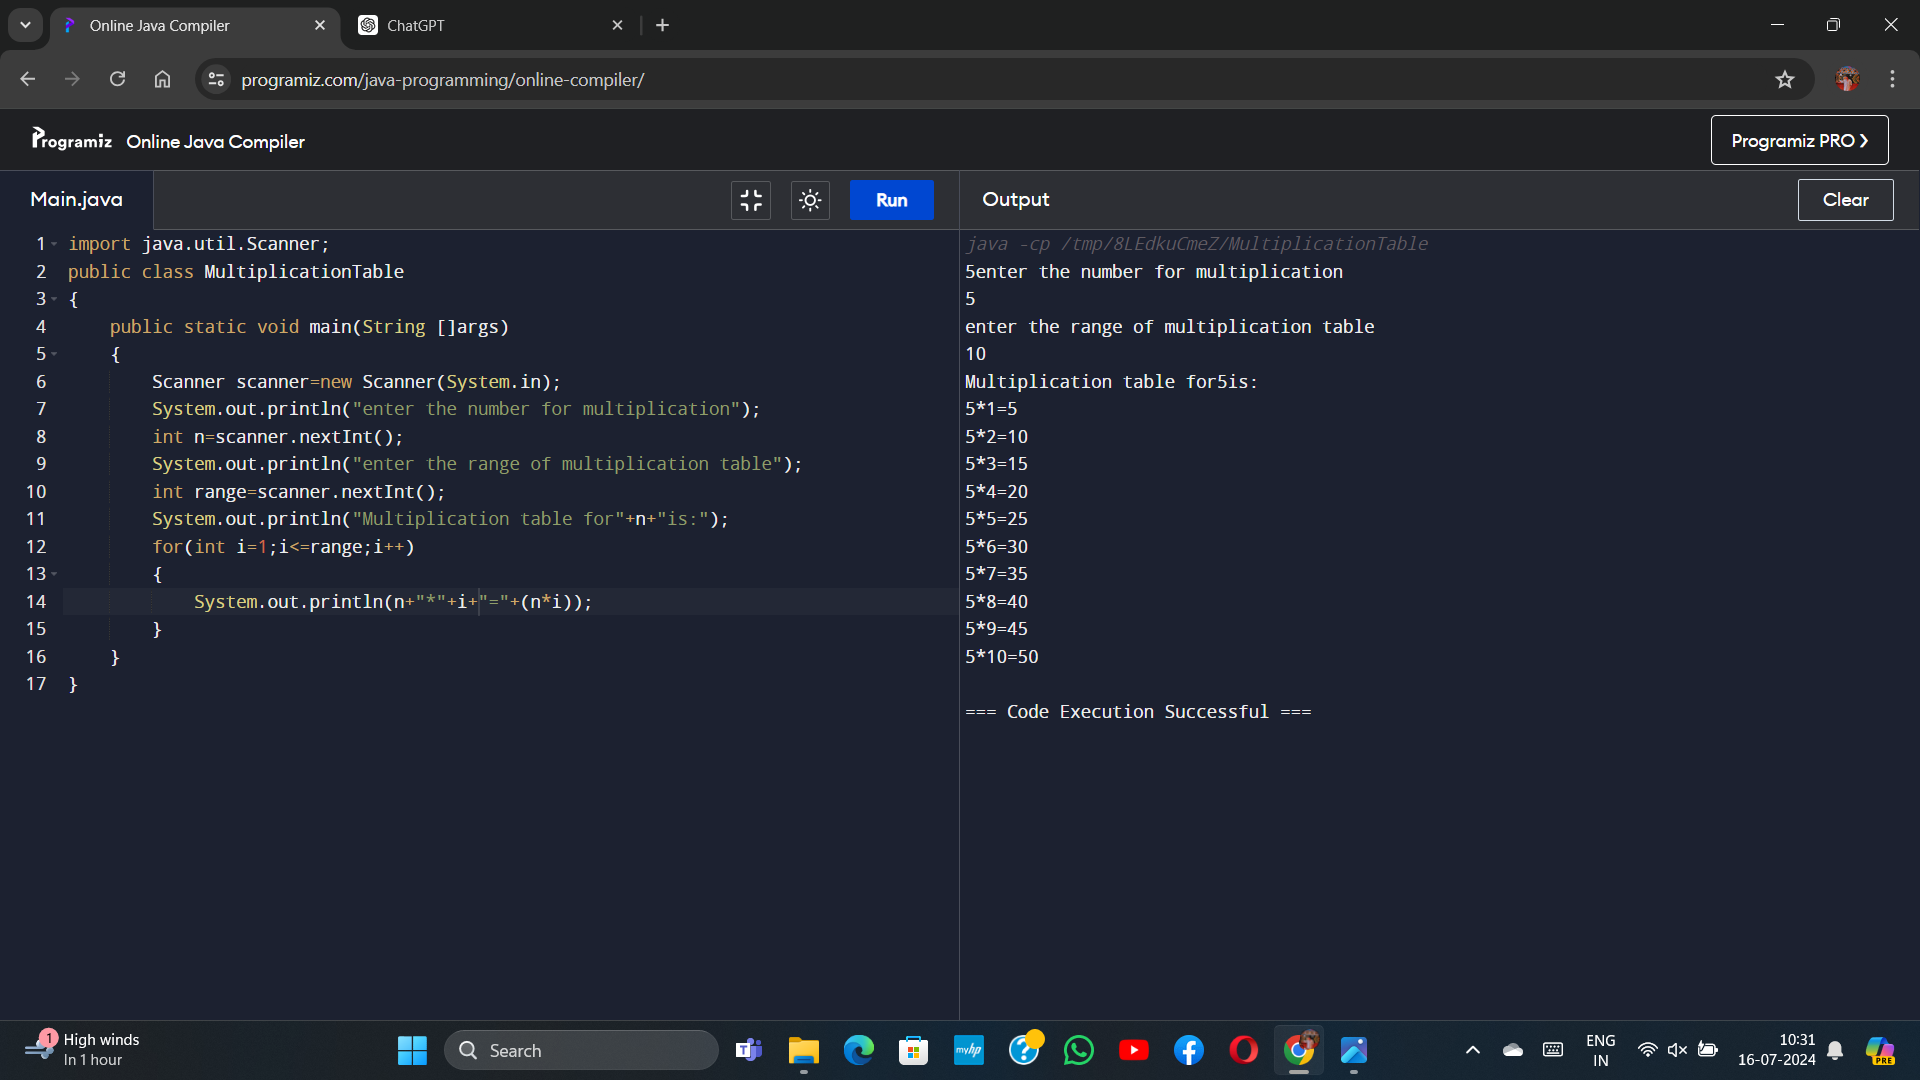 Online Java Compiler
ChatGPT
programiz.com/java-programming/online-compiler/
Programiz Online Java Compiler
Programiz PRO ❯
Main.java
Run
Output
Clear
1 import java.util.Scanner;
2 public class MultiplicationTable
3 {
4     public static void main(String []args)
5     {
6         Scanner scanner=new Scanner(System.in);
7         System.out.println("enter the number for multiplication");
8         int n=scanner.nextInt();
9         System.out.println("enter the range of multiplication table");
10         int range=scanner.nextInt();
11         System.out.println("Multiplication table for"+n+"is:");
12         for(int i=1;i<=range;i++)
13         {
14             System.out.println(n+"*"+i+"="+(n*i));
15         }
16     }
17 }
java -cp /tmp/8LEdkuCmeZ/MultiplicationTable
5enter the number for multiplication
5
enter the range of multiplication table
10
Multiplication table for5is:
5*1=5
5*2=10
5*3=15
5*4=20
5*5=25
5*6=30
5*7=35
5*8=40
5*9=45
5*10=50
=== Code Execution Successful ===
1
High winds
In 1 hour
Search
myhp
ENG
IN
10:31
16-07-2024
PRE